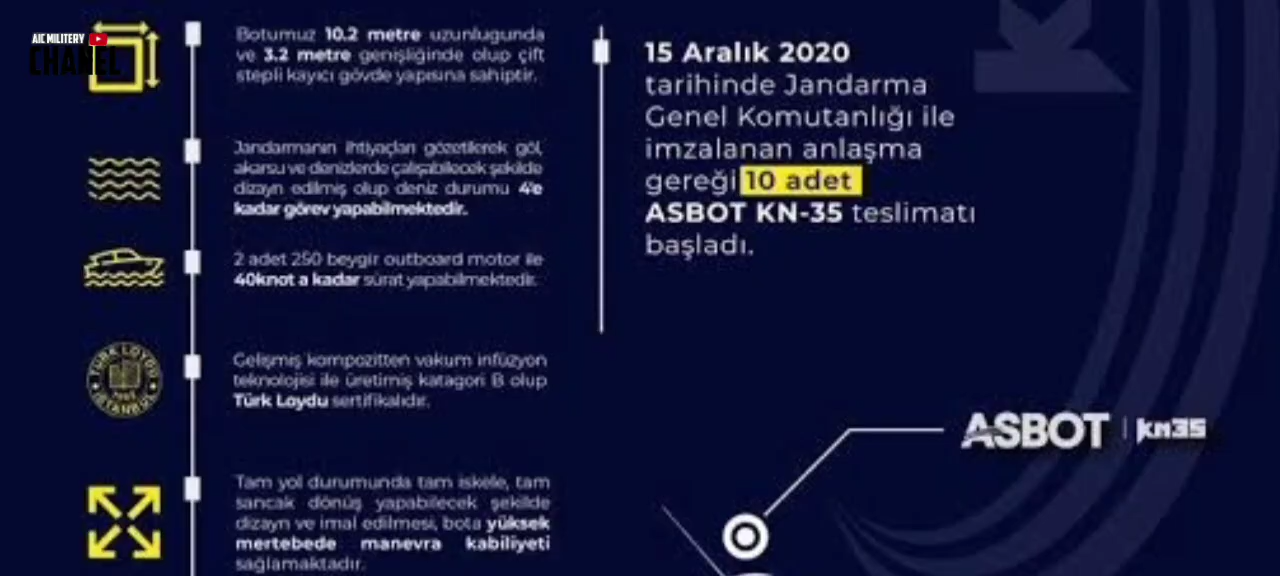 AIC MILITERY
CHANEL
Botumuz 10.2 metre uzunlugunda
ve 3.2 metre genişliğinde olup çift
stepli kayıcı gövde yapısına sahiptir.
Jandarmanın ihtiyaçları gözetilerek göl,
akarsu ve denizlerde çalışabilecek şekilde
dizayn edilmiş olup deniz durumu 4'e
kadar görev yapabilmektedir.
2 adet 250 beygir outboard motor ile
40knot a kadar sürat yapabilmektedir.
TÜRK LOYDU
İSTANBUL
Gelişmiş kompozitten vakum infüzyon
teknolojisi ile üretimiş katagori B olup
Türk Loydu sertifikalıdır.
Tam yol durumunda tam iskele, tam
sancak dönüş yapabilecek şekilde
dizayn ve imal edilmesi, bota yüksek
mertebede manevra kabiliyeti
sağlamaktadır.
15 Aralık 2020
tarihinde Jandarma
Genel Komutanlığı ile
imzalanan anlaşma
gereği 10 adet
ASBOT KN-35 teslimatı
başladı.
ASBOT | kn35